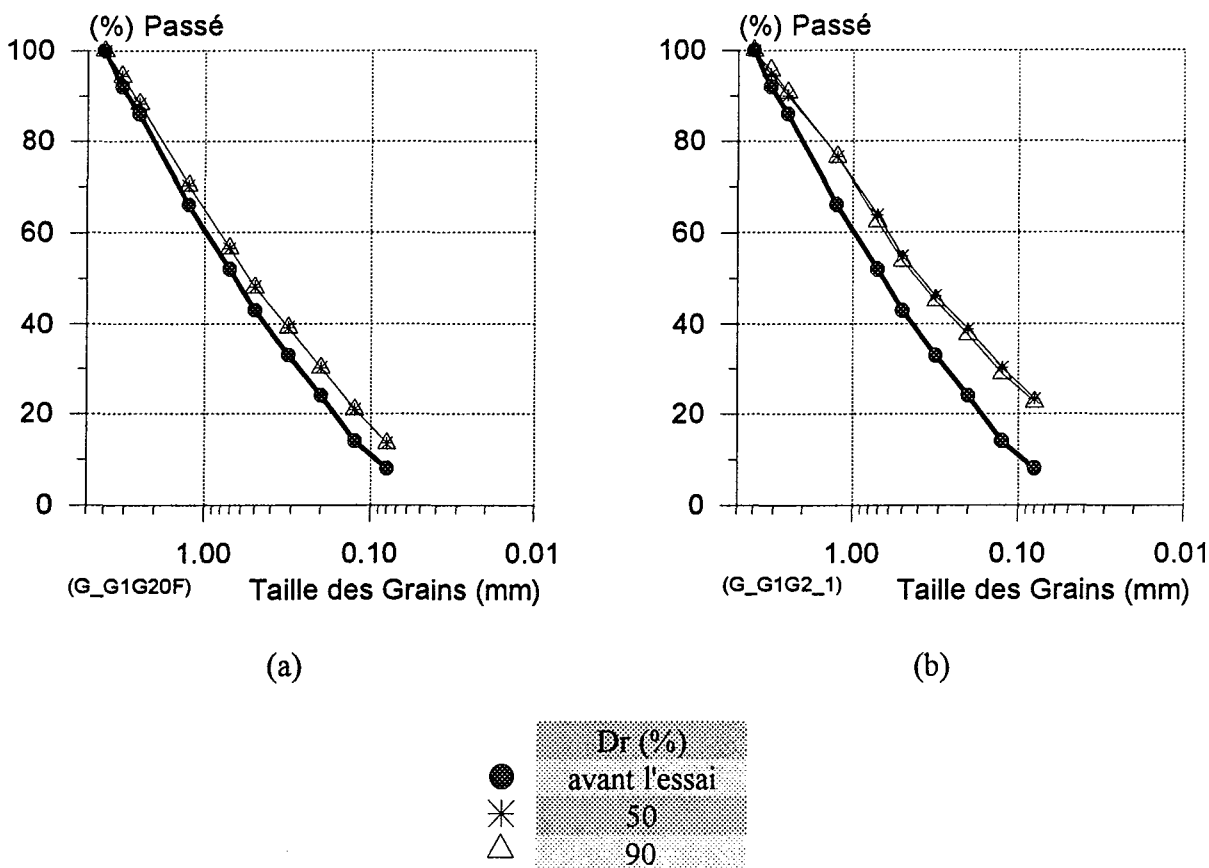 (%) Passé
100
80
60
40
20
0
1.00 0.10 0.01
(G_G1G20F) Taille des Grains (mm)
(a)
(%) Passé
100
80
60
40
20
0
1.00 0.10 0.01
(G_G1G2_1) Taille des Grains (mm)
(b)
Dr (%)
avant l'essai
50
90